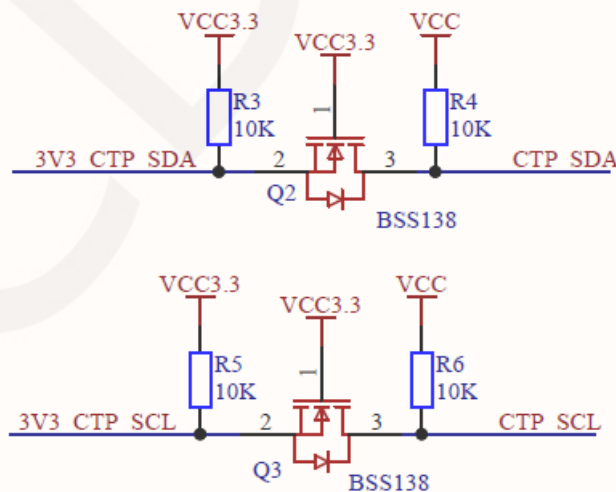 VCC3.3
VCC3.3
VCC
R3
10K
R4
10K
1
3V3_CTP_SDA
2
3
CTP_SDA
Q2
BSS138
VCC3.3
VCC3.3
VCC
R5
10K
R6
10K
1
3V3_CTP_SCL
2
3
CTP_SCL
Q3
BSS138